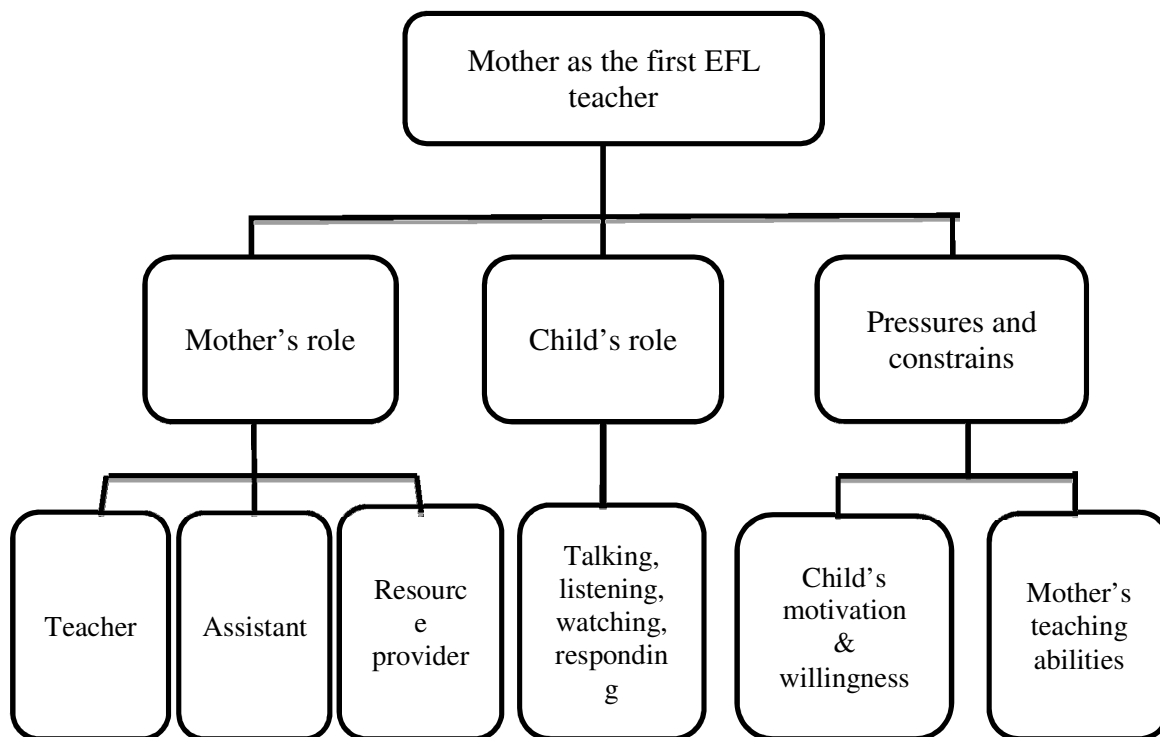 Mother as the first EFL
teacher
Mother’s role
Child’s role
Pressures and
constrains
Teacher
Assistant
Resourc
e
provider
Talking,
listening,
watching,
respondin
g
Child’s
motivation
&
willingness
Mother’s
teaching
abilities